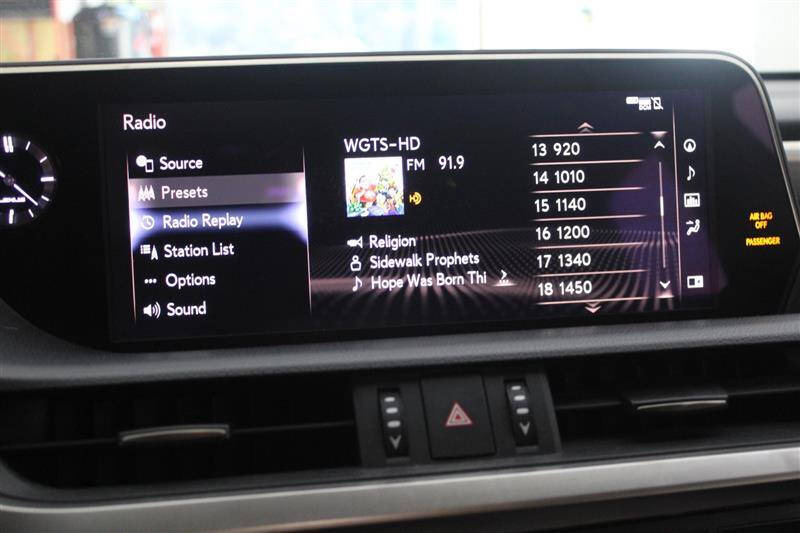 Radio
Source
Presets
Radio Replay
Station List
Options
Sound
WGTS-HD
FM 91.9
Religion
Sidewalk Prophets
Hope Was Born Thi
13 920
14 1010
15 1140
16 1200
17 1340
18 1450
AIR BAG
OFF
PASSENGER